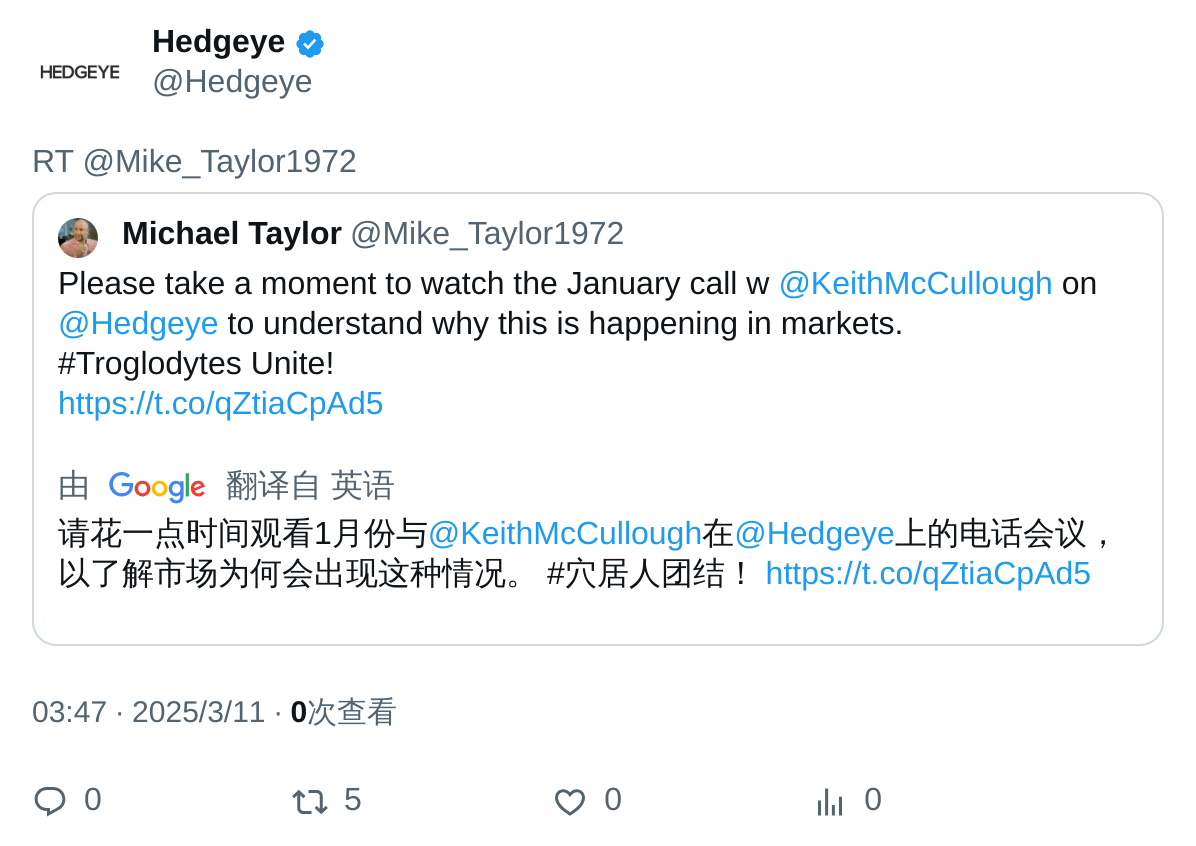 Hedgeye
HEDGEYE
@Hedgeye
RT @Mike_Taylor1972
Michael Taylor @Mike_Taylor1972
Please take a moment to watch the January call w @KeithMcCullough on
@Hedgeye to understand why this is happening in markets.
#Troglodytes Unite!
https://t.co/qZtiaCpAd5
由 Google 翻译自 英语
请花一点时间观看1月份与@KeithMcCullough在@Hedgeye上的电话会议，
以了解市场为何会出现这种情况。 #穴居人团结！ https://t.co/qZtiaCpAd5
03:47 · 2025/3/11 · 0次查看
0 5 0 0